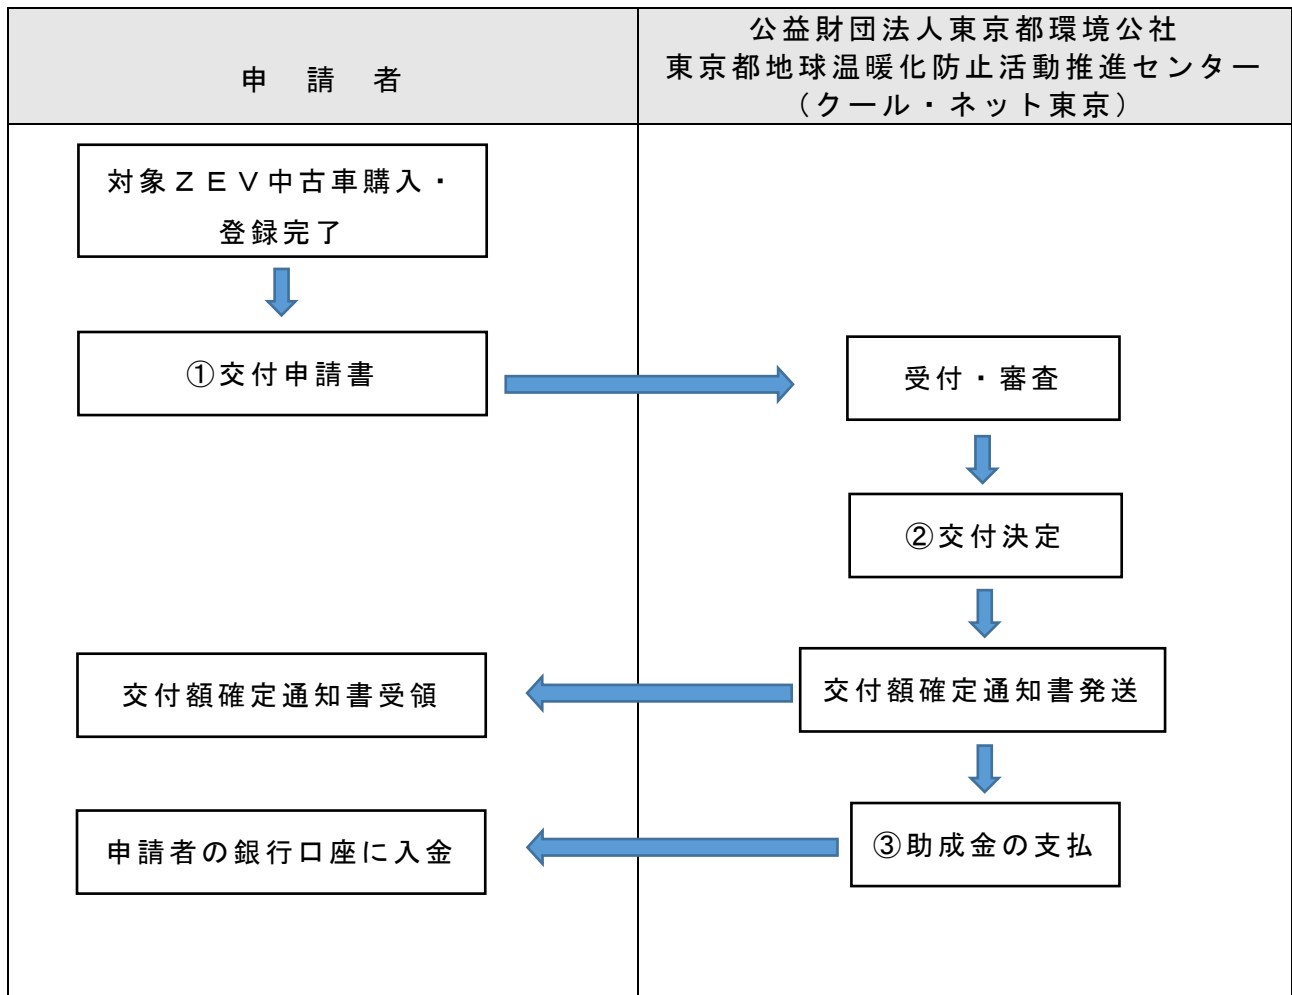 申 請 者
公益財団法人東京都環境公社
東京都地球温暖化防止活動推進センター
（クール・ネット東京）
対象ＺＥＶ中古車購入・
登録完了
①交付申請書
受付・審査
②交付決定
交付額確定通知書受領
交付額確定通知書発送
申請者の銀行口座に入金
③助成金の支払